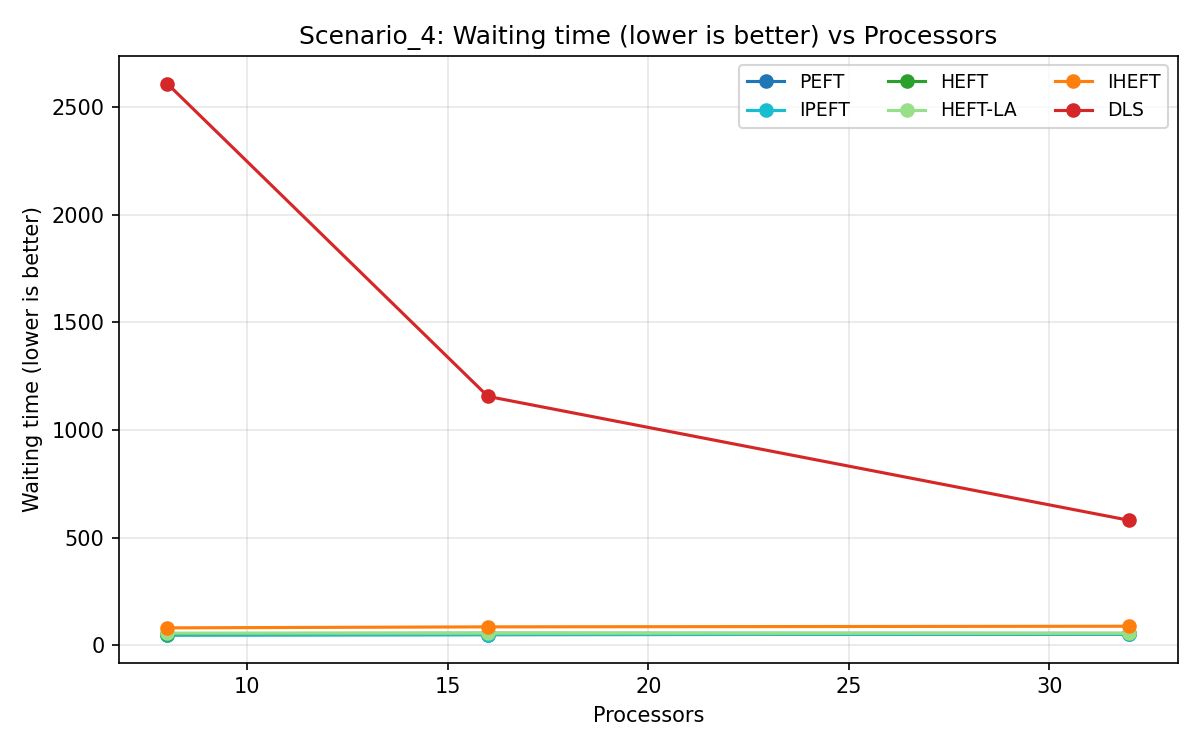 Scenario_4: Waiting time (lower is better) vs Processors
PEFT
HEFT
IHEFT
IPEFT
HEFT-LA
DLS
Waiting time (lower is better)
2500
2000
1500
1000
500
0
10
15
20
25
30
Processors